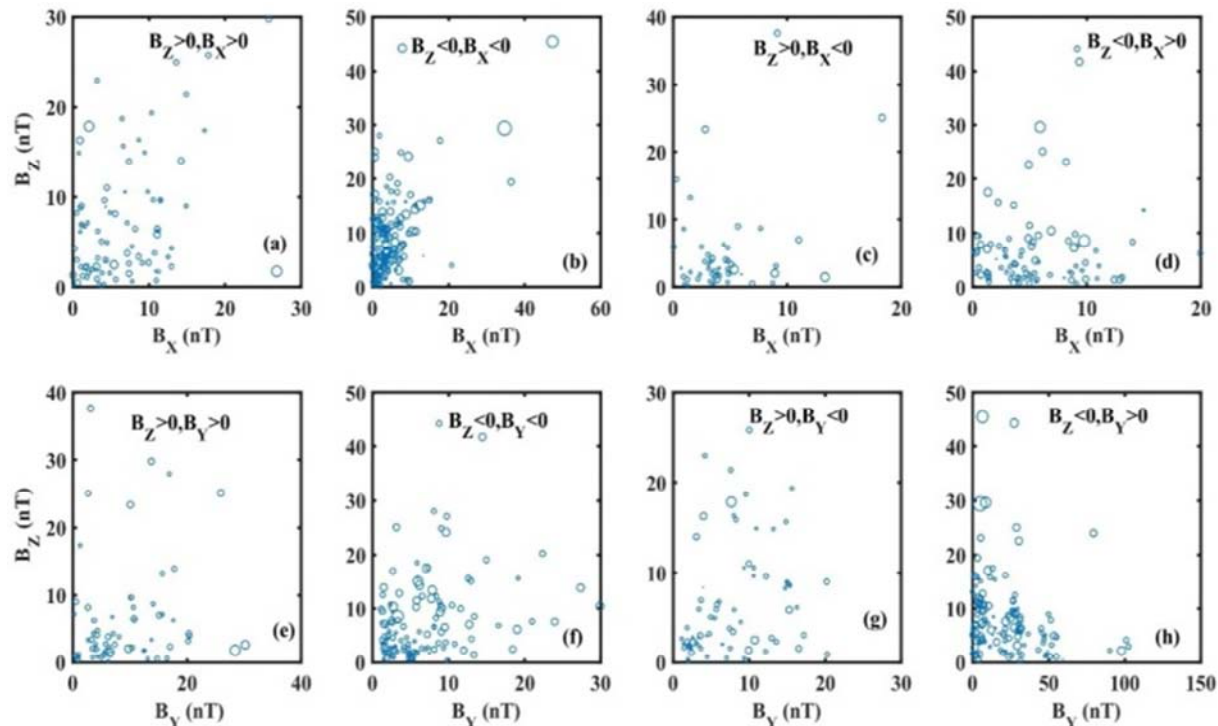 30
20
10
0
B_Z (nT)
B_Z>0,B_X>0
(a)
0 10 20 30
B_X (nT)
50
40
30
20
10
0
B_Z<0,B_X<0
(b)
0 20 40 60
B_X (nT)
40
30
20
10
0
B_Z>0,B_X<0
(c)
0 10 20
B_X (nT)
50
40
30
20
10
0
B_Z<0,B_X>0
(d)
0 5 10 15 20
B_X (nT)
40
30
20
10
0
B_Z (nT)
B_Z>0,B_Y>0
(e)
0 20 40
B_Y (nT)
50
40
30
20
10
0
B_Z<0,B_Y<0
(f)
0 10 20 30
B_Y (nT)
30
20
10
0
B_Z>0,B_Y<0
(g)
0 10 20 30
B_Y (nT)
50
40
30
20
10
0
B_Z<0,B_Y>0
(h)
0 50 100 150
B_Y (nT)